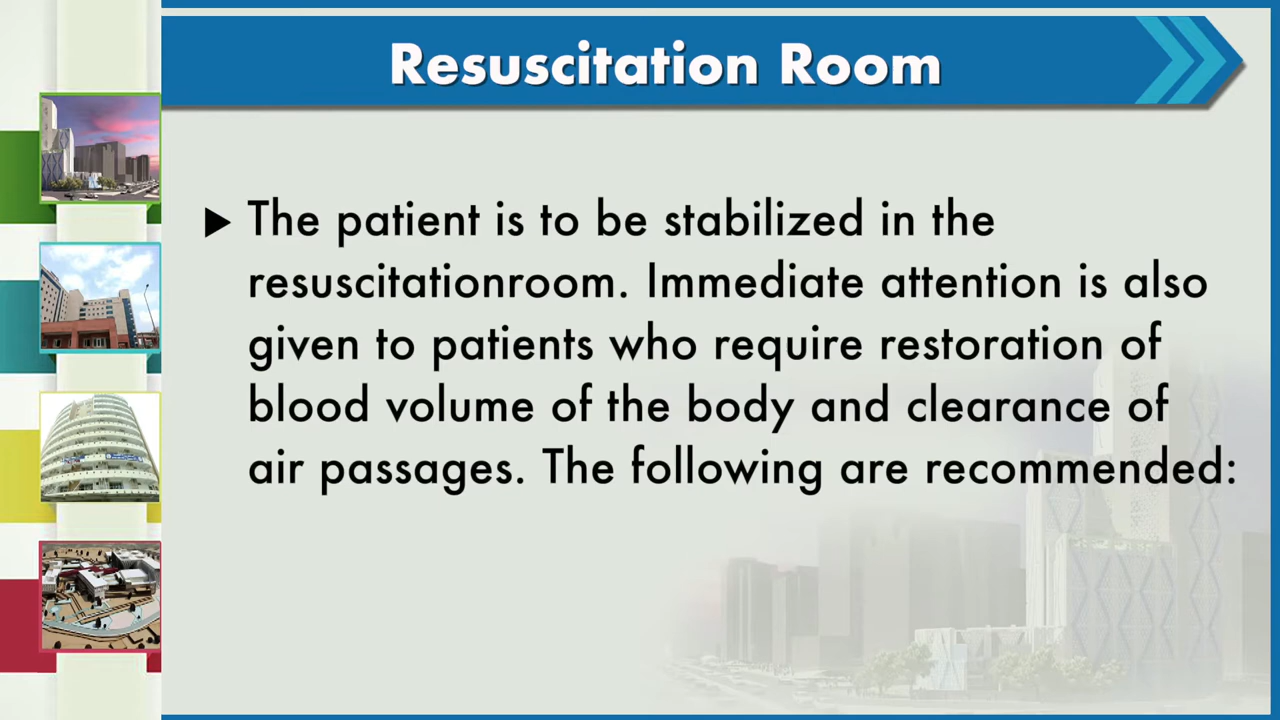 Resuscitation Room
The patient is to be stabilized in the
resuscitationroom. Immediate attention is also
given to patients who require restoration of
blood volume of the body and clearance of
air passages. The following are recommended: